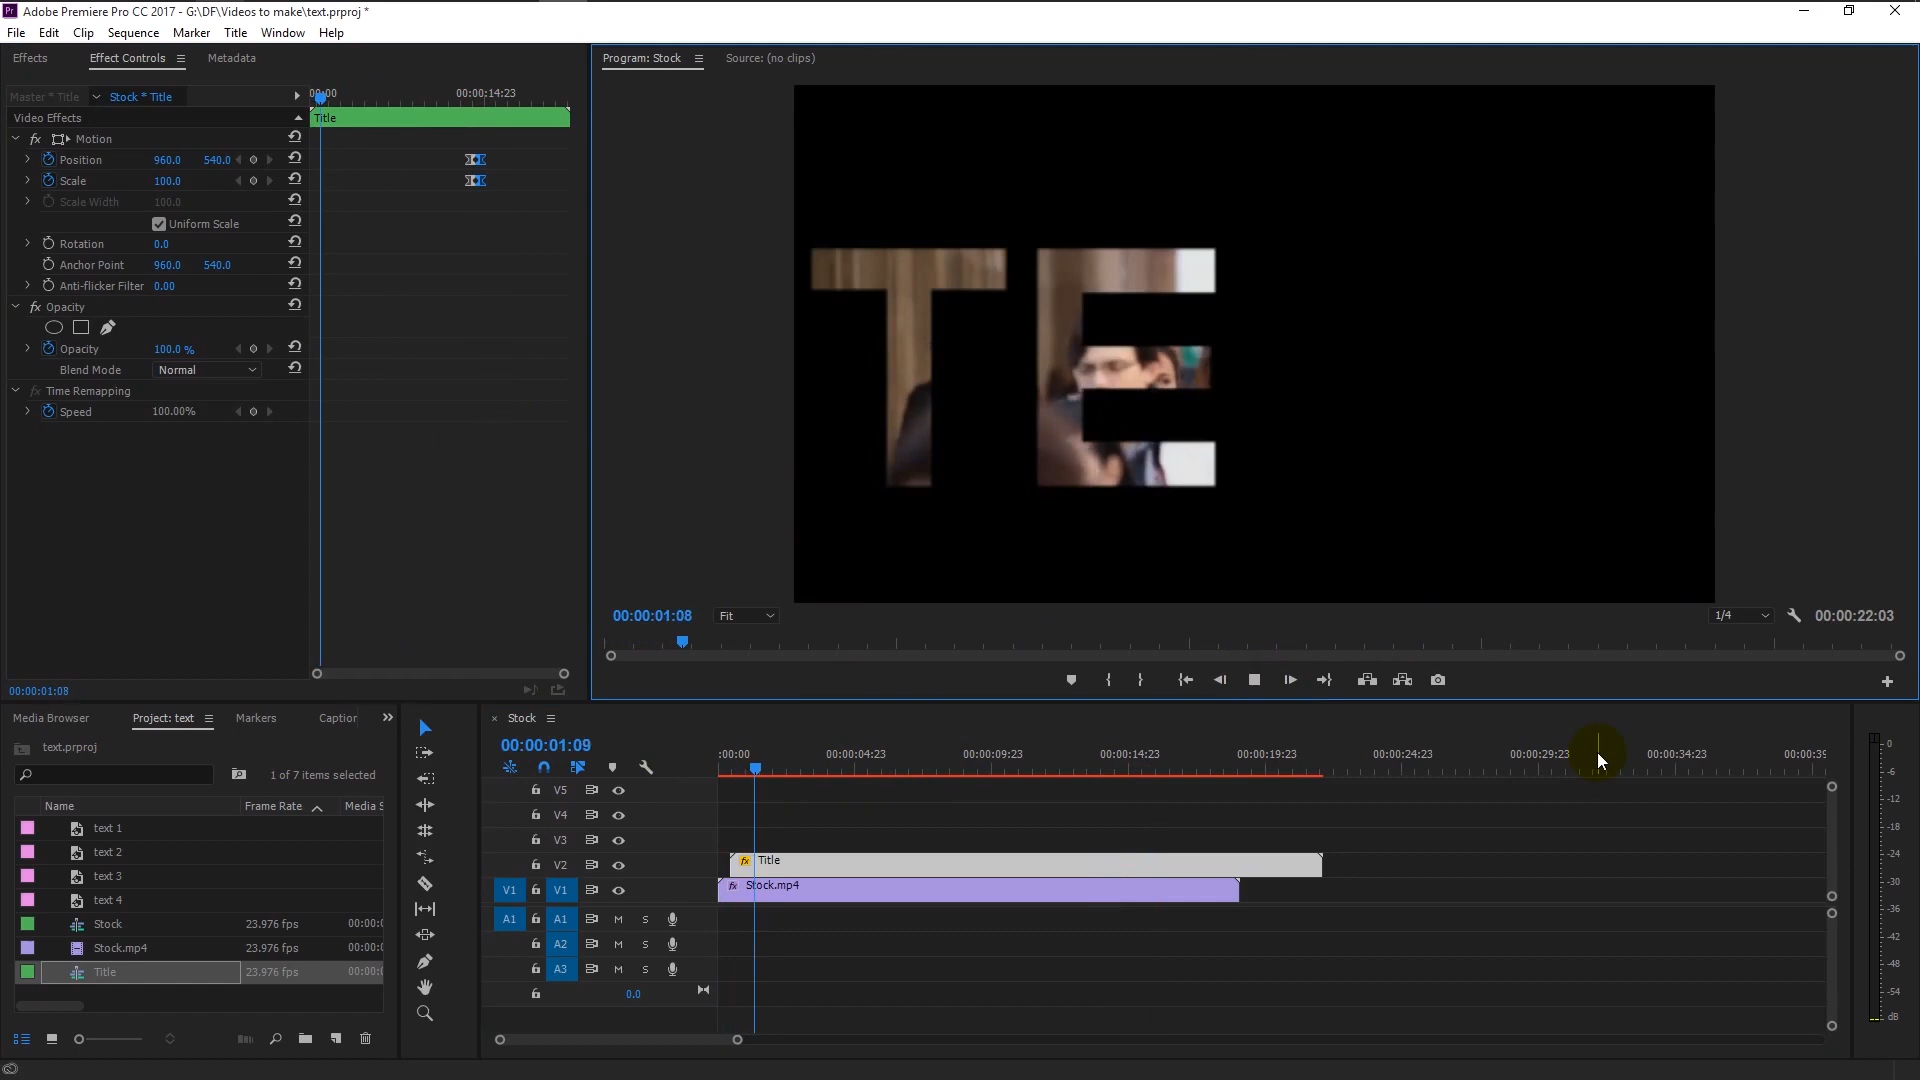 Adobe Premiere Pro CC 2017 - G:\DF\Videos to make\text.prproj *
File Edit Clip Sequence Marker Title Window Help
Effects Effect Controls Metadata
Program: Stock Source: (no clips)
Master * Title Stock * Title
00:00 00:00:14:23
Video Effects
Title
fx Motion
Position 960.0 540.0
Scale 100.0
Scale Width 100.0
Uniform Scale
Rotation 0.0
Anchor Point 960.0 540.0
Anti-flicker Filter 0.00
fx Opacity
Opacity 100.0 %
Blend Mode Normal
fx Time Remapping
Speed 100.00%
TE
00:00:01:08 Fit 1/4 00:00:22:03
00:00:01:08
Media Browser Project: text Markers Caption
text.prproj
1 of 7 items selected
Name Frame Rate Media S
text 1
text 2
text 3
text 4
Stock 23.976 fps 00:00:
Stock.mp4 23.976 fps 00:00:
Title 23.976 fps 00:00:
× Stock
00:00:01:09
:00:00 00:00:04:23 00:00:09:23 00:00:14:23 00:00:19:23 00:00:24:23 00:00:29:23 00:00:34:23 00:00:39
V5
V4
V3
V2 fx Title
V1 V1 fx Stock.mp4
A1 A1 M S
A2 M S
A3 M S
0.0
0
-6
-12
-18
-24
-30
-36
-42
-48
-54
dB